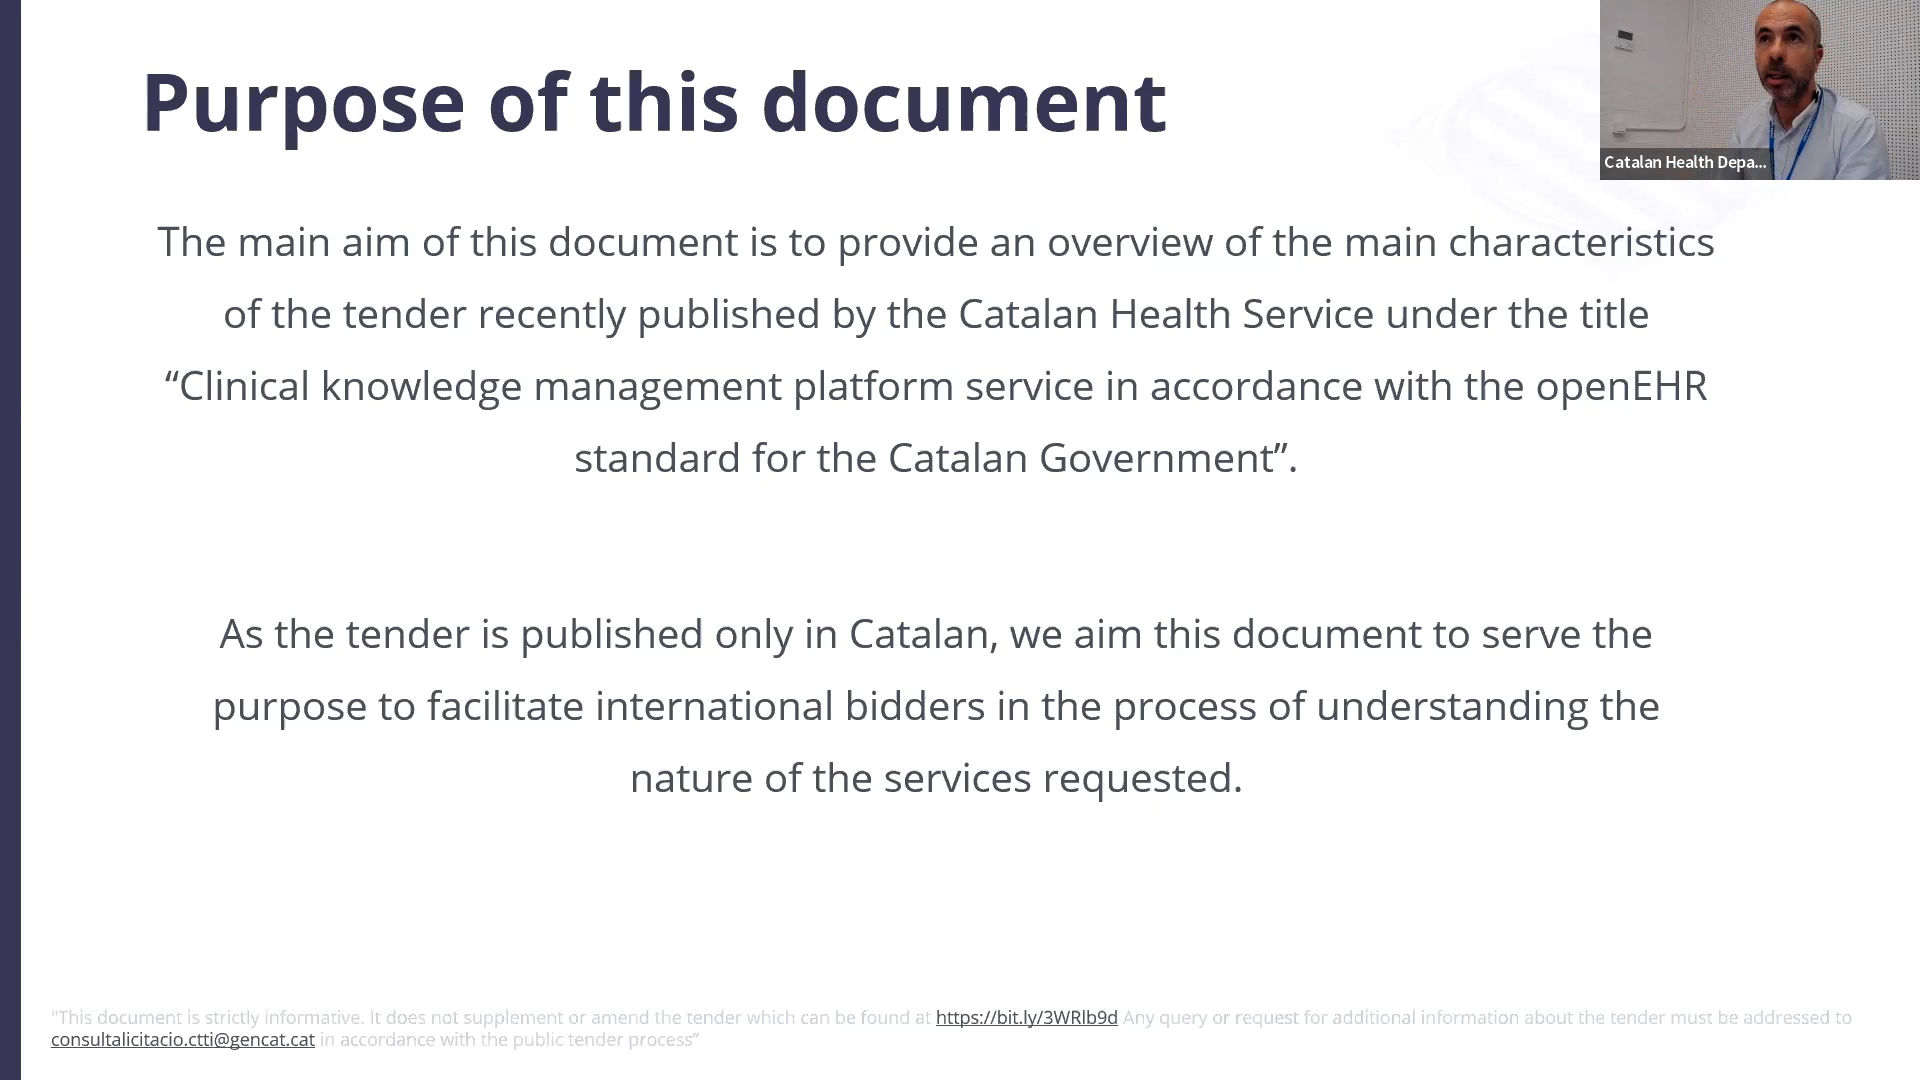 Purpose of this document
Catalan Health Depa...
The main aim of this document is to provide an overview of the main characteristics
of the tender recently published by the Catalan Health Service under the title
“Clinical knowledge management platform service in accordance with the openEHR
standard for the Catalan Government”.
As the tender is published only in Catalan, we aim this document to serve the
purpose to facilitate international bidders in the process of understanding the
nature of the services requested.
"This document is strictly informative. It does not supplement or amend the tender which can be found at https://bit.ly/3WRlb9d Any query or request for additional information about the tender must be addressed to
consultalicitacio.ctti@gencat.cat in accordance with the public tender process”